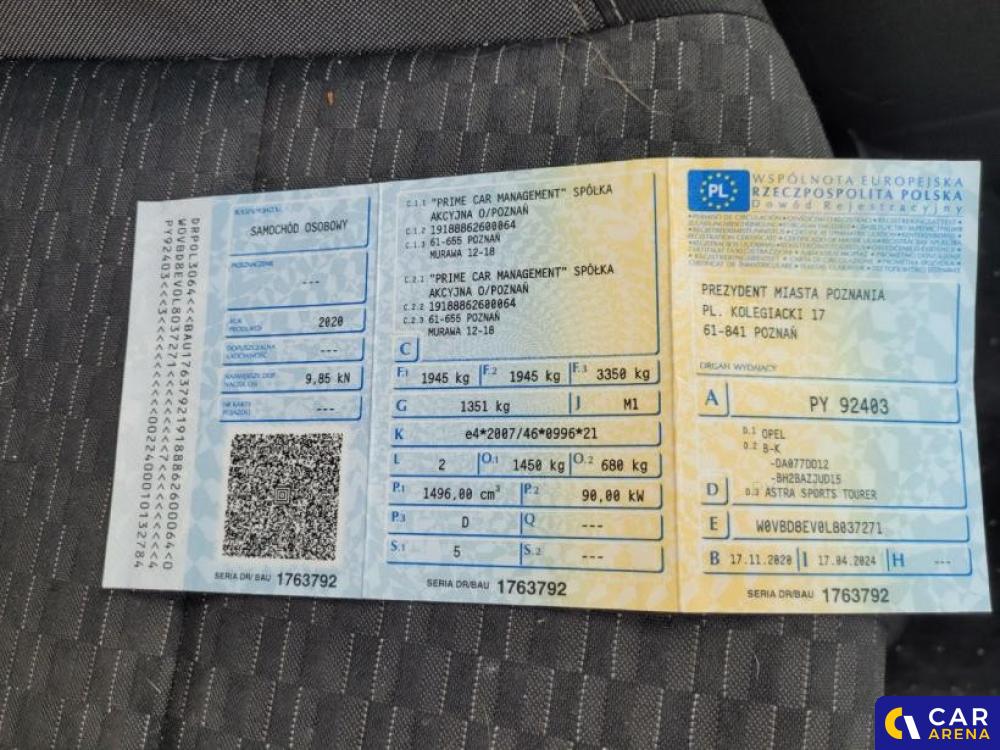 DRPOL3064<<BAU1763792191888626000​64<0
W0VBD8EV0L8037271<<<<<<7<<<<<<<<4
PY92403<<3<<<<<<<<<0022400010132784
RODZAJ POJAZDU
SAMOCHÓD OSOBOWY
PRZEZNACZENIE
---
ROK PRODUKCJI
2020
DOPUSZCZALNA ŁADOWNOŚĆ
---
NAJWIĘKSZY DOP. NACISK OSI
9,85 kN
NR KARTY POJAZDU
---
SERIA DR/BAU 1763792
C.1.1 "PRIME CAR MANAGEMENT" SPÓŁKA
AKCYJNA O/POZNAŃ
C.1.2 19188862600064
C.1.3 61-655 POZNAŃ
MURAWA 12-18
C.2.1 "PRIME CAR MANAGEMENT" SPÓŁKA
AKCYJNA O/POZNAŃ
C.2.2 19188862600064
C.2.3 61-655 POZNAŃ
MURAWA 12-18
C
F.1 1945 kg F.2 1945 kg F.3 3350 kg
G 1351 kg J M1
K e4*2007/46*0996*21
L 2 O.1 1450 kg O.2 680 kg
P.1 1496,00 cm³ P.2 90,00 kW
P.3 D Q ---
S.1 5 S.2 ---
SERIA DR/BAU 1763792
PL
WSPÓLNOTA EUROPEJSKA
RZECZPOSPOLITA POLSKA
Dowód Rejestracyjny
PREZYDENT MIASTA POZNANIA
PL. KOLEGIACKI 17
61-841 POZNAŃ
ORGAN WYDAJĄCY
A PY 92403
D.1 OPEL
D.2 B-K
-DA077DD12
-BH2BAZJUD15
D D.3 ASTRA SPORTS TOURER
E W0VBD8EV0L8037271
B 17.11.2020 I 17.04.2024 H ---
SERIA DR/BAU 1763792
CAR
ARENA